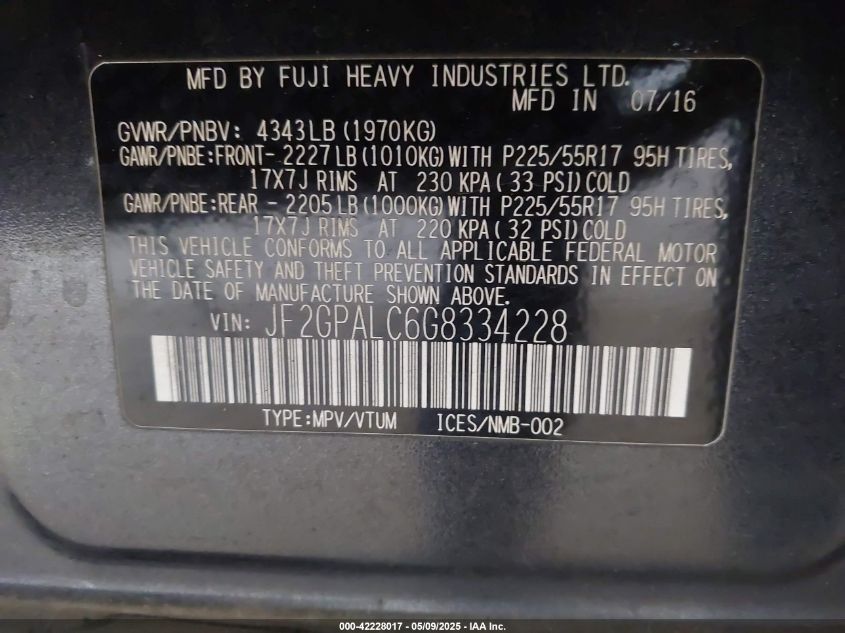 MFD BY FUJI HEAVY INDUSTRIES LTD.
MFD IN 07/16
GVWR/PNBV: 4343LB(1970KG)
GAWR/PNBE:FRONT- 2227LB(1010KG)WITH P225/55R17 95H TIRES,
17X7J RIMS AT 230 KPA( 33 PSI)COLD
GAWR/PNBE:REAR - 2205LB(1000KG)WITH P225/55R17 95H TIRES,
17X7J RIMS AT 220 KPA( 32 PSI)COLD
THIS VEHICLE CONFORMS TO ALL APPLICABLE FEDERAL MOTOR
VEHICLE SAFETY AND THEFT PREVENTION STANDARDS IN EFFECT ON
THE DATE OF MANUFACTURE SHOWN ABOVE.
VIN: JF2GPALC6G8334228
TYPE:MPV/VTUM ICES/NMB-002
000-42228017 - 05/09/2025 - IAA Inc.